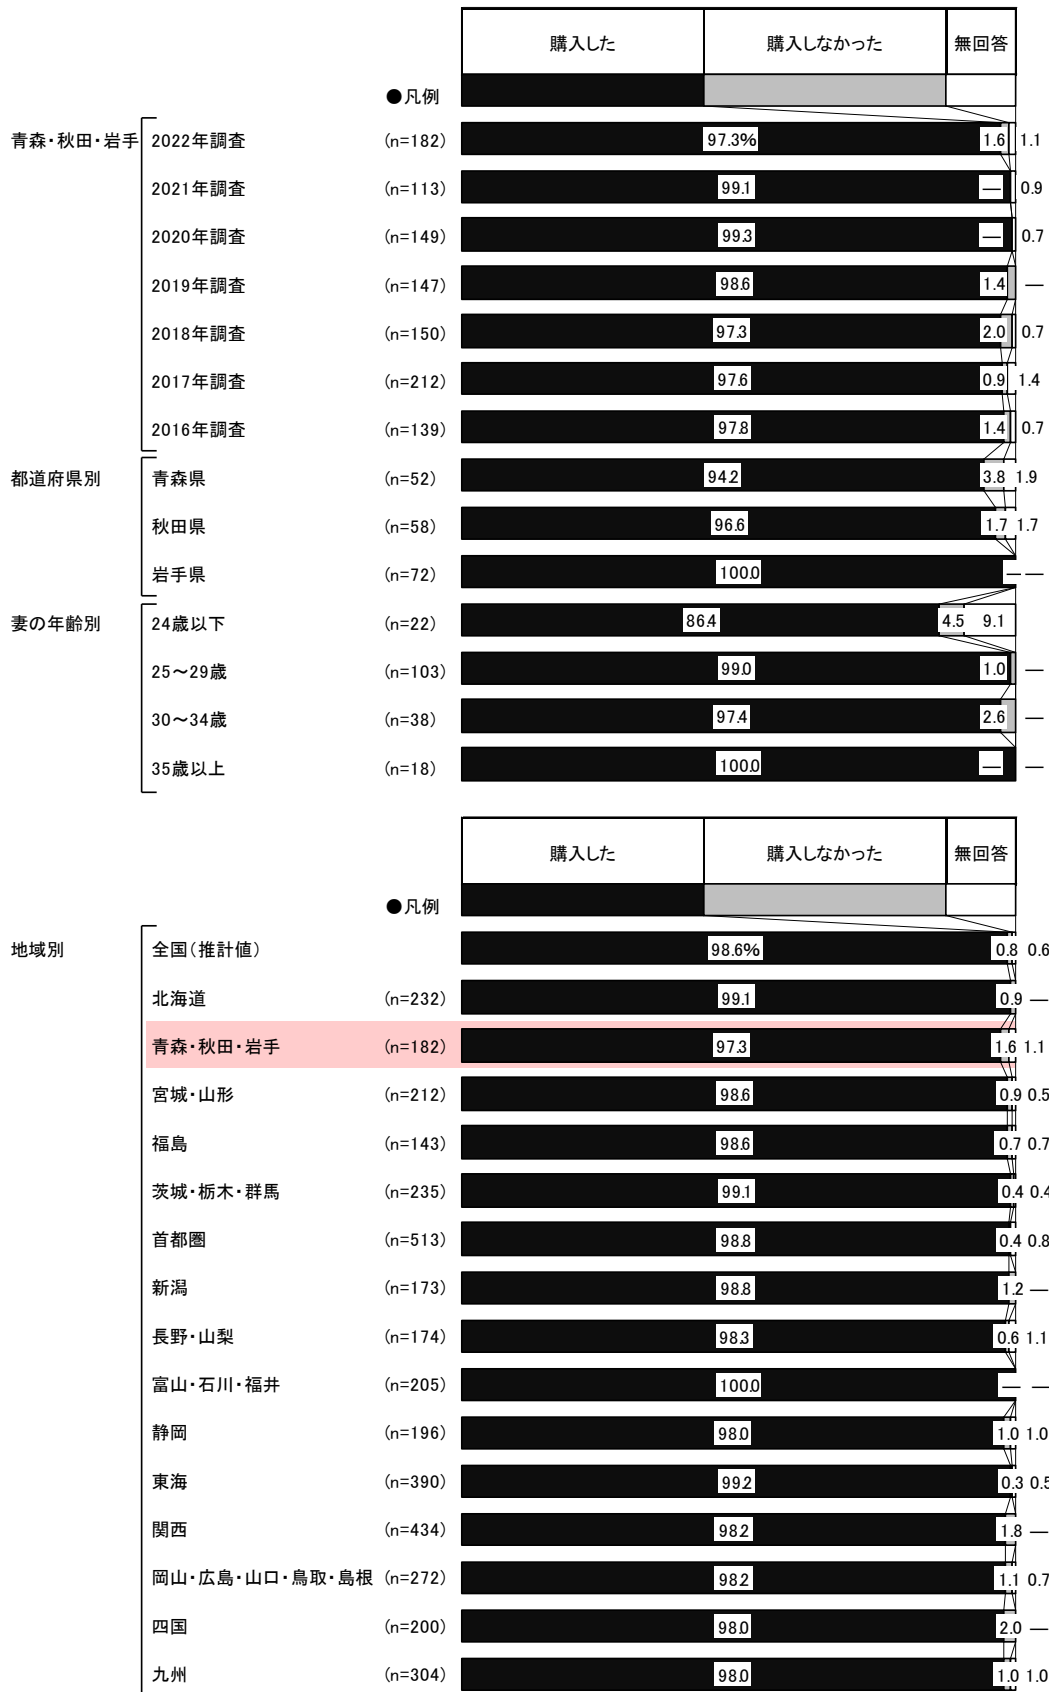 購入した 購入しなかった 無回答
●凡例
青森・秋田・岩手 2022年調査 (n=182) 97.3% 1.6 1.1
2021年調査 (n=113) 99.1 — 0.9
2020年調査 (n=149) 99.3 — 0.7
2019年調査 (n=147) 98.6 1.4 —
2018年調査 (n=150) 97.3 2.0 0.7
2017年調査 (n=212) 97.6 0.9 1.4
2016年調査 (n=139) 97.8 1.4 0.7
都道府県別 青森県 (n=52) 94.2 3.8 1.9
秋田県 (n=58) 96.6 1.7 1.7
岩手県 (n=72) 100.0 — —
妻の年齢別 24歳以下 (n=22) 86.4 4.5 9.1
25～29歳 (n=103) 99.0 1.0 —
30～34歳 (n=38) 97.4 2.6 —
35歳以上 (n=18) 100.0 — —
購入した 購入しなかった 無回答
●凡例
地域別 全国(推計値) 98.6% 0.8 0.6
北海道 (n=232) 99.1 0.9 —
青森・秋田・岩手 (n=182) 97.3 1.6 1.1
宮城・山形 (n=212) 98.6 0.9 0.5
福島 (n=143) 98.6 0.7 0.7
茨城・栃木・群馬 (n=235) 99.1 0.4 0.4
首都圏 (n=513) 98.8 0.4 0.8
新潟 (n=173) 98.8 1.2 —
長野・山梨 (n=174) 98.3 0.6 1.1
富山・石川・福井 (n=205) 100.0 — —
静岡 (n=196) 98.0 1.0 1.0
東海 (n=390) 99.2 0.3 0.5
関西 (n=434) 98.2 1.8 —
岡山・広島・山口・鳥取・島根 (n=272) 98.2 1.1 0.7
四国 (n=200) 98.0 2.0 —
九州 (n=304) 98.0 1.0 1.0